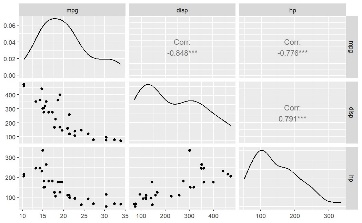 mpg disp hp
0.06 Corr: Corr: mpg
0.04 -0.848*** -0.776***
0.02
0.00
400 Corr: disp
300 0.791***
200
100
300 hp
200
100
10 15 20 25 30 35 100 200 300 400 100 200 300